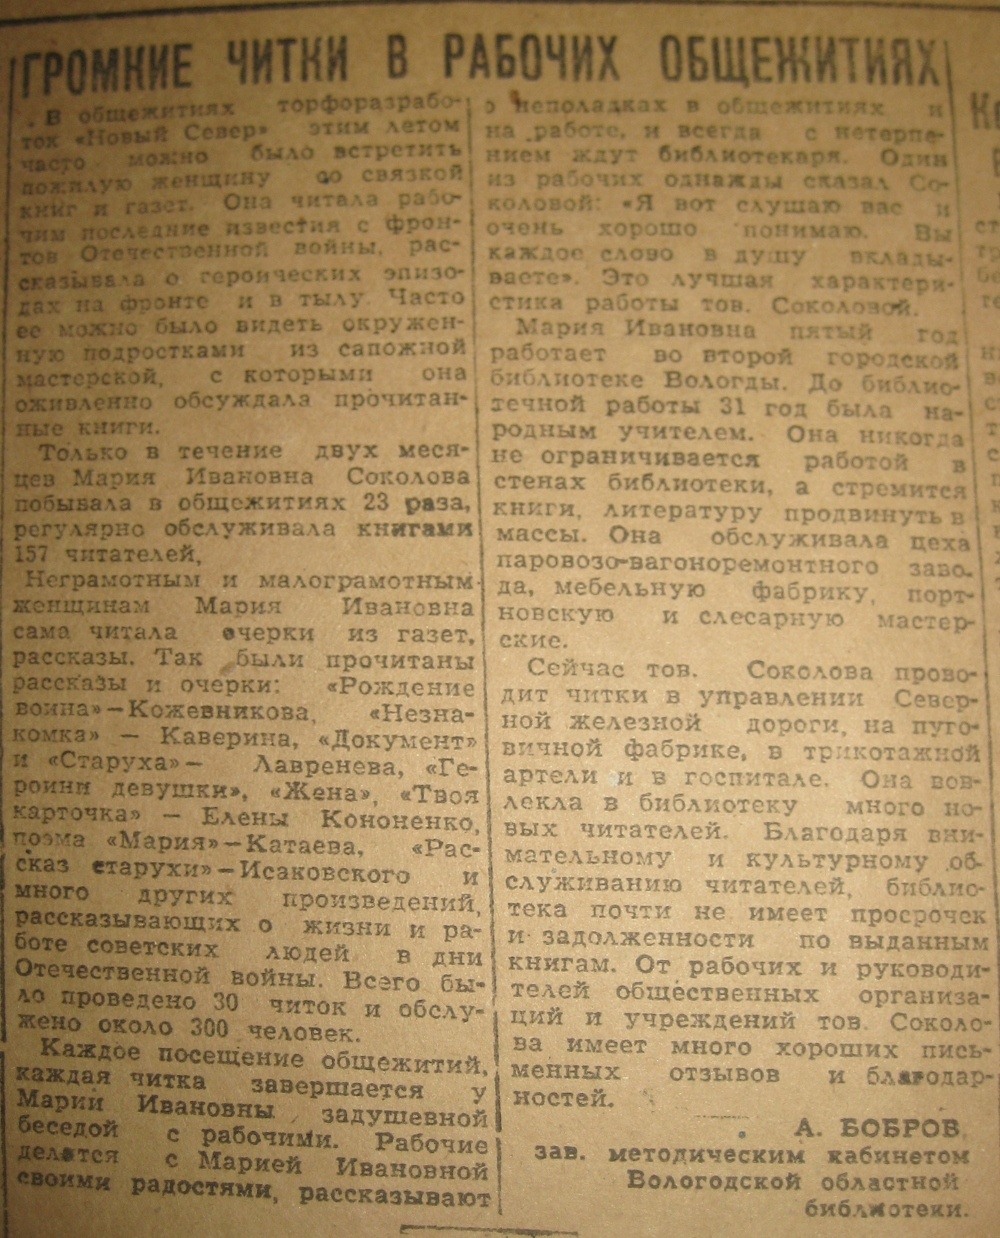 ГРОМКИЕ ЧИТКИ В РАБОЧИХ ОБЩЕЖИТИЯХ
В общежитиях торфоразрабо-
ток «Новый Север» этим летом
часто можно было встретить
пожилую женщину со связкой
книг и газет. Она читала рабо-
чим последние известия с фрон-
тов Отечественной войны, рас-
сказывала о героических эпизо-
дах на фронте и в тылу. Часто
ее можно было видеть окружен-
ную подростками из сапожной
мастерской, с которыми она
оживленно обсуждала прочитан-
ные книги.
Только в течение двух меся-
цев Мария Ивановна Соколова
побывала в общежитиях 23 раза,
регулярно обслуживала книгами
157 читателей,
Неграмотным и малограмотным
женщинам Мария Ивановна
сама читала очерки из газет,
рассказы. Так были прочитаны
рассказы и очерки: «Рождение
воина»—Кожевникова, «Незна-
комка» — Каверина, «Документ»
и «Старуха»— Лавренева, «Ге-
роини девушки», «Жена», «Твоя
карточка» — Елены Кононенко,
поэма «Мария»—Катаева, «Рас-
сказ старухи»—Исаковского и
много других произведений,
рассказывающих о жизни и ра-
боте советских людей в дни
Отечественной войны. Всего бы-
ло проведено 30 читок и обслу-
жено около 300 человек.
Каждое посещение общежитий,
каждая читка завершается у
Марии Ивановны задушевной
беседой с рабочими. Рабочие
делятся с Марией Ивановной
своими радостями, рассказывают
о неполадках в общежитиях и
на работе, и всегда с нетерпе-
нием ждут библиотекаря. Один
из рабочих однажды сказал Со-
коловой: «Я вот слушаю вас и
очень хорошо понимаю. Вы
каждое слово в душу вклады-
ваете». Это лучшая характери-
стика работы тов. Соколовой.
Мария Ивановна пятый год
работает во второй городской
библиотеке Вологды. До библио-
течной работы 31 год была на-
родным учителем. Она никогда
не ограничивается работой в
стенах библиотеки, а стремится
книги, литературу продвинуть в
массы. Она обслуживала цеха
паровозо-вагоноремонтного заво-
да, мебельную фабрику, порт-
новскую и слесарную мастер-
ские.
Сейчас тов. Соколова прово-
дит читки в управлении Север-
ной железной дороги, на пуго-
вичной фабрике, в трикотажной
артели и в госпитале. Она вов-
лекла в библиотеку много но-
вых читателей. Благодаря вни-
мательному и культурному об-
служиванию читателей, библио-
тека почти не имеет просрочек
и задолженности по выданным
книгам. От рабочих и руководи-
телей общественных организа-
ций и учреждений тов. Соколо-
ва имеет много хороших пись-
менных отзывов и благодар-
ностей.
А. БОБРОВ,
зав. методическим кабинетом
Вологодской областной
библиотеки.